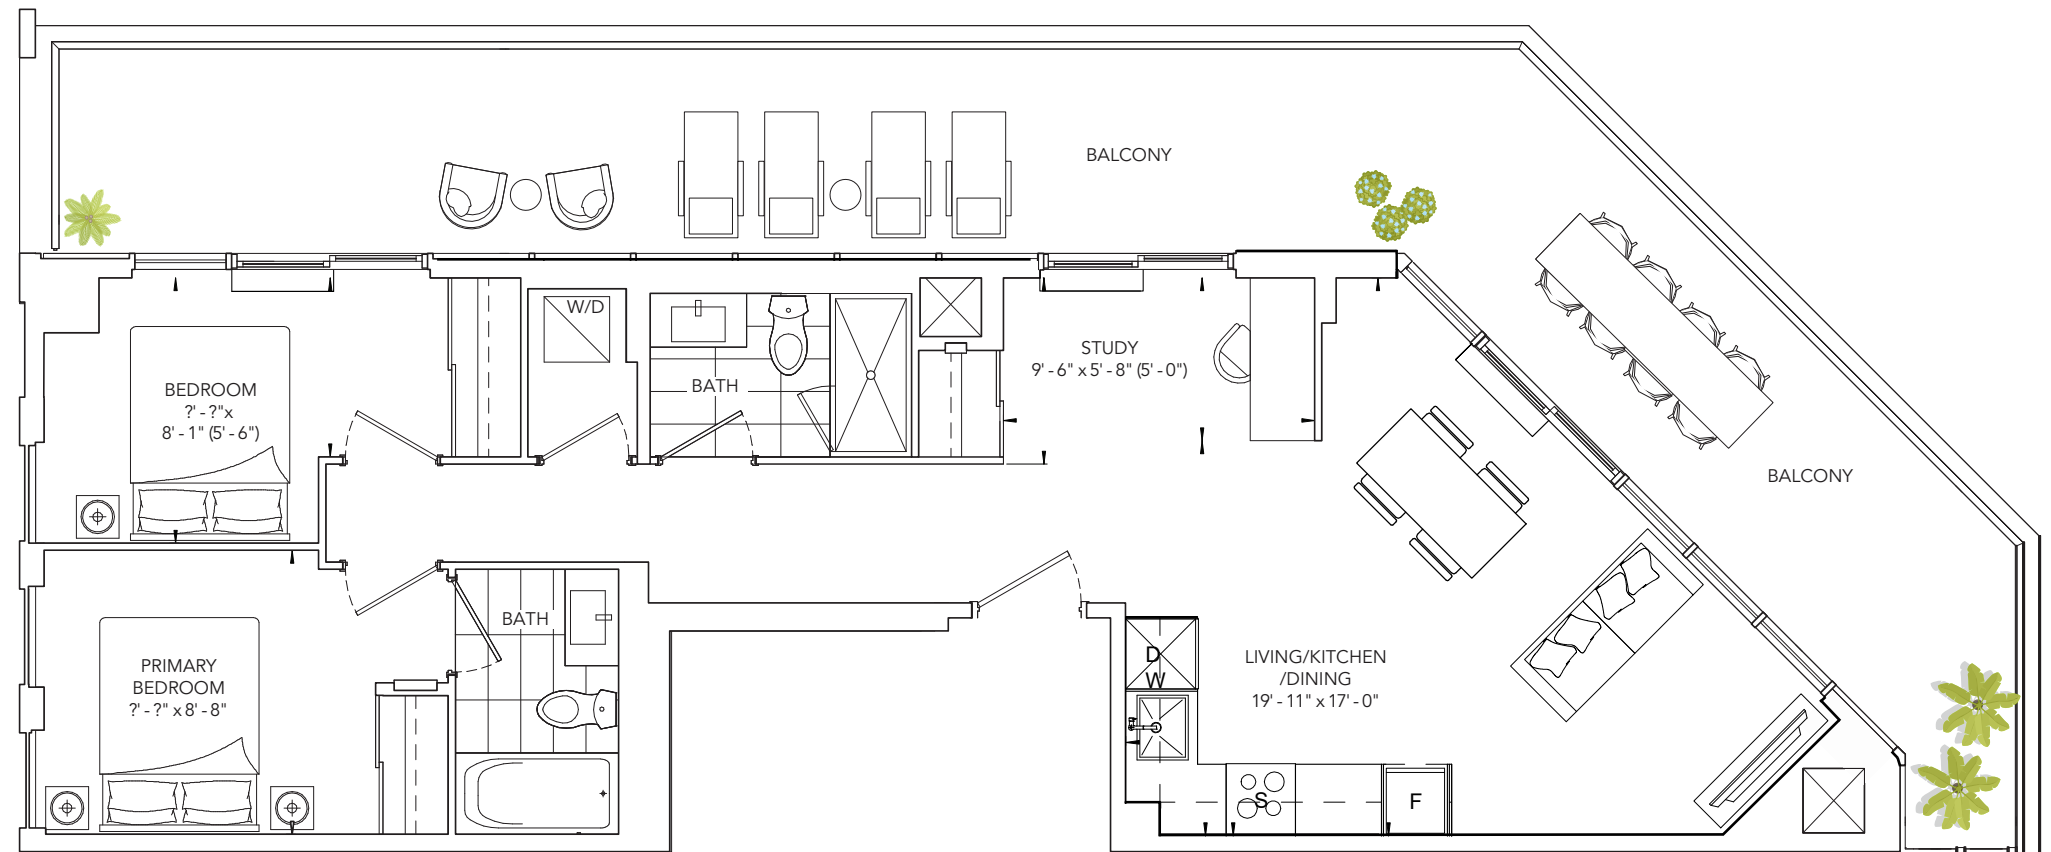 BALCONY
W/D
STUDY
9' - 6" x 5' - 8" (5' - 0")
BATH
BEDROOM
?' - ?" x
8' - 1" (5' - 6")
BALCONY
BATH
PRIMARY
BEDROOM
?' - ?" x 8' - 8"
D
W
LIVING/KITCHEN
/DINING
19' - 11" x 17' - 0"
S
F